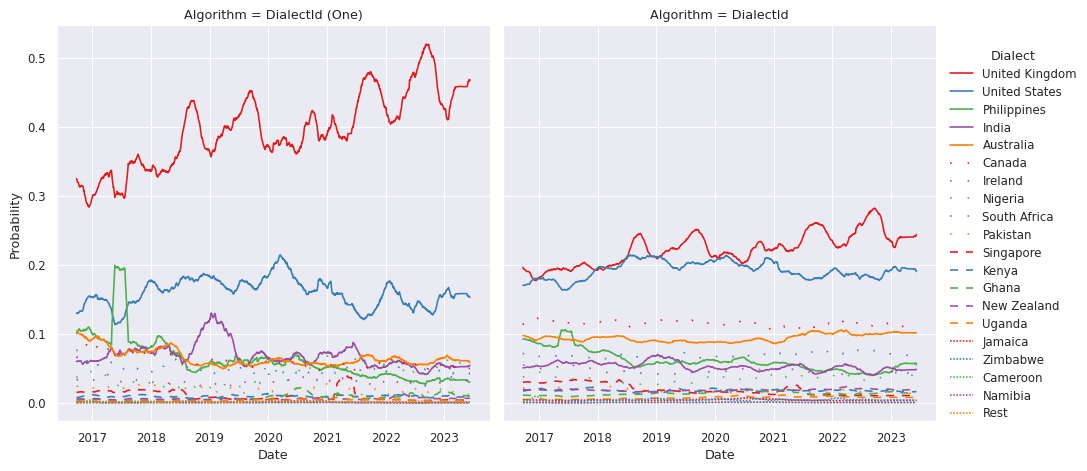 Algorithm = DialectId (One)
Algorithm = DialectId
Probability
0.5
0.4
0.3
0.2
0.1
0.0
2017 2018 2019 2020 2021 2022 2023
Date
2017 2018 2019 2020 2021 2022 2023
Date
Dialect
United Kingdom
United States
Philippines
India
Australia
Canada
Ireland
Nigeria
South Africa
Pakistan
Singapore
Kenya
Ghana
New Zealand
Uganda
Jamaica
Zimbabwe
Cameroon
Namibia
Rest